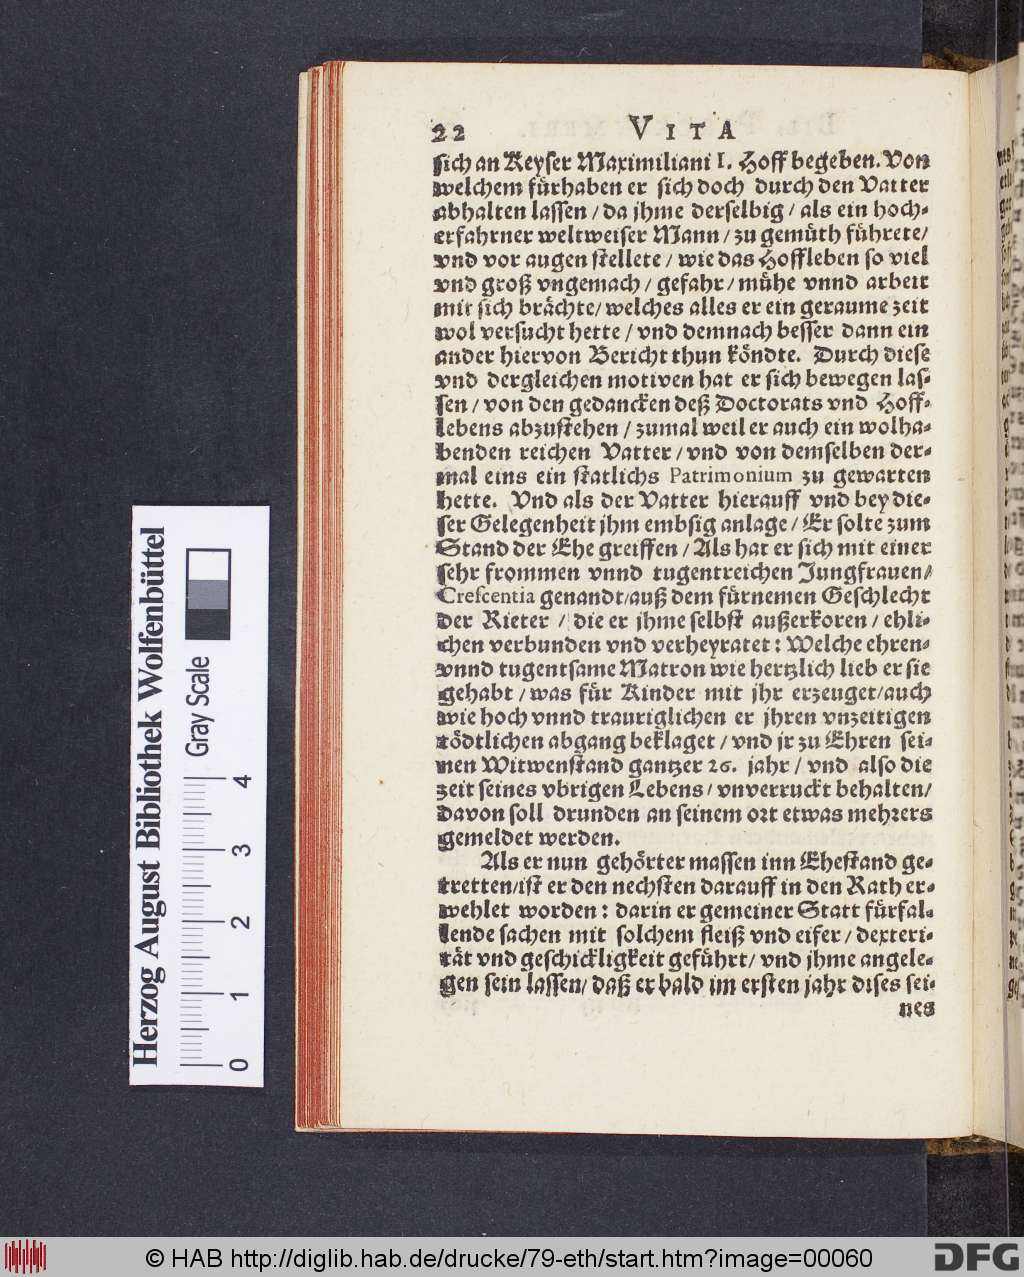 22 VITA
sich an Keyser Maximiliani I. Hoff begeben. Von
welchem fürhaben er sich doch durch den Vatter
abhalten lassen / da jhme derselbig / als ein hoch-
erfahrner weltweiser Mann / zu gemüth führete/
vnd vor augen stellete / wie das Hoffleben so viel
vnd groß vngemach / gefahr / mühe vnnd arbeit
mit sich brächte/ welches alles er ein geraume zeit
wol versucht hette / vnd demnach besser dann ein
ander hiervon Bericht thun köndte. Durch diese
vnd dergleichen motiven hat er sich bewegen las-
sen / von den gedancken deß Doctorats vnd Hoff-
lebens abzustehen / zumal weil er auch ein wolha-
benden reichen Vatter / vnd von demselben der-
mal eins ein statlichs Patrimonium zu gewarten
hette. Vnd als der Vatter hierauff vnd bey die-
ser Gelegenheit jhm embsig anlage / Er solte zum
Stand der Ehe greiffen / Als hat er sich mit einer
sehr frommen vnnd tugentreichen Jungfrauen/
Crescentia genandt/auß dem fürnemen Geschlecht
der Rieter / die er jhme selbst außerkoren / ehli-
chen verbunden vnd verheyratet: Welche ehren-
vnnd tugentsame Matron wie hertzlich lieb er sie
gehabt / was für Kinder mit jhr erzeuget/auch
wie hoch vnnd trauriglichen er jhren vnzeitigen
tödtlichen abgang beklaget / vnd jr zu Ehren sei-
nen Witwenstand gantzer 26. jahr / vnd also die
zeit seines vbrigen Lebens / vnverruckt behalten/
davon soll drunden an seinem ort etwas mehrers
gemeldet werden.
Als er nun gehörter massen inn Ehestand ge-
tretten/ist er den nechsten darauff in den Rath er-
wehlet worden: darin er gemeiner Statt fürfal-
lende sachen mit solchem fleiß vnd eifer / dexteri-
tät vnd geschickligkeit geführt/ vnd jhme angele-
gen sein lassen/ daß er bald im ersten jahr dises sei-
nes
Herzog August Bibliothek Wolfenbüttel
Gray Scale
0 1 2 3 4
© HAB http://diglib.hab.de/drucke/79-eth/start.htm?image=00060
DFG